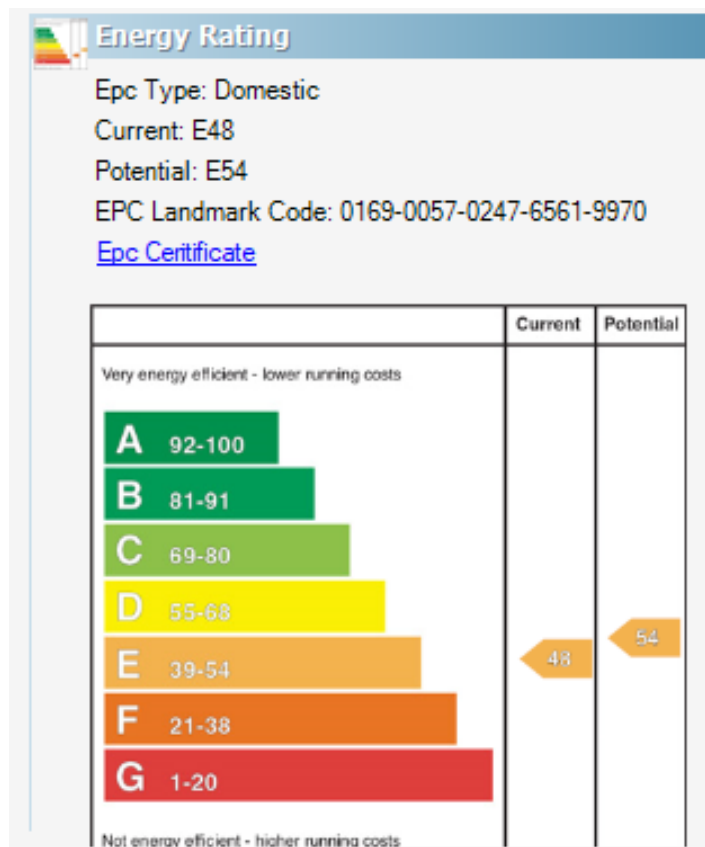 Energy Rating
Epc Type: Domestic
Current: E48
Potential: E54
EPC Landmark Code: 0169-0057-0247-6561-9970
Epc Ceritificate
Current Potential
Very energy efficient - lower running costs
A 92-100
B 81-91
C 69-80
D 55-68
E 39-54 48 54
F 21-38
G 1-20
Not energy efficient - higher running costs